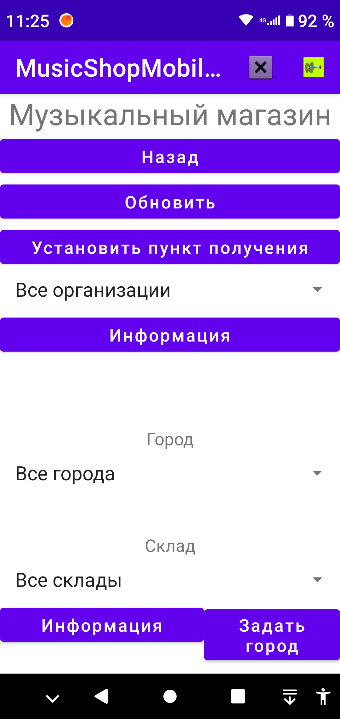 11:25 4G 92 %
MusicShopMobil...
Музыкальный магазин
Назад
Обновить
Установить пункт получения
Все организации
Информация
Город
Все города
Склад
Все склады
Информация
Задать
город